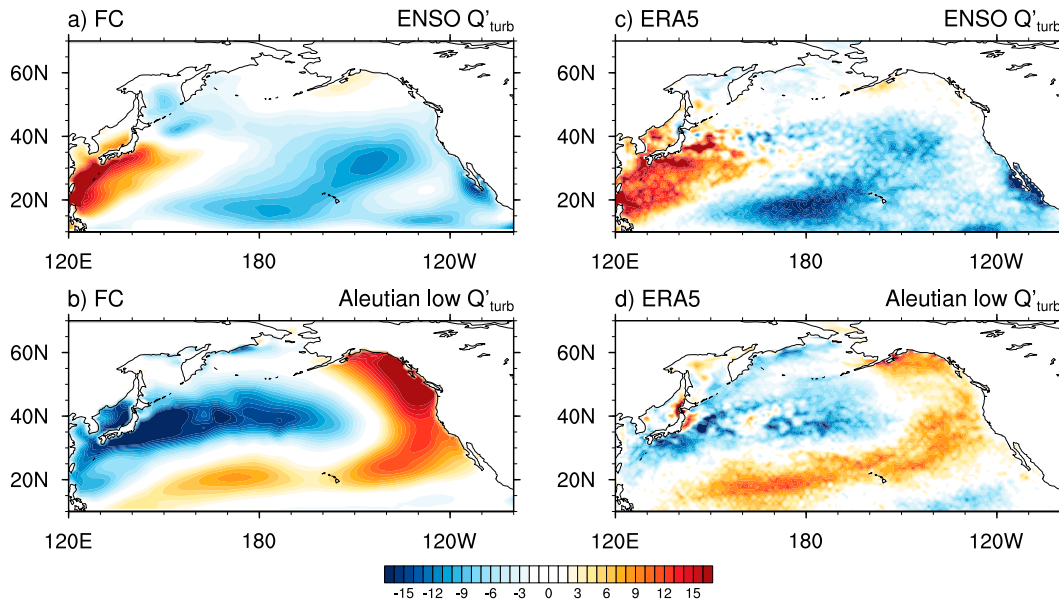 a) FC ENSO Q'turb
60N
40N
20N
120E 180 120W
c) ERA5 ENSO Q'turb
60N
40N
20N
120E 180 120W
b) FC Aleutian low Q'turb
60N
40N
20N
120E 180 120W
d) ERA5 Aleutian low Q'turb
60N
40N
20N
120E 180 120W
-15 -12 -9 -6 -3 0 3 6 9 12 15